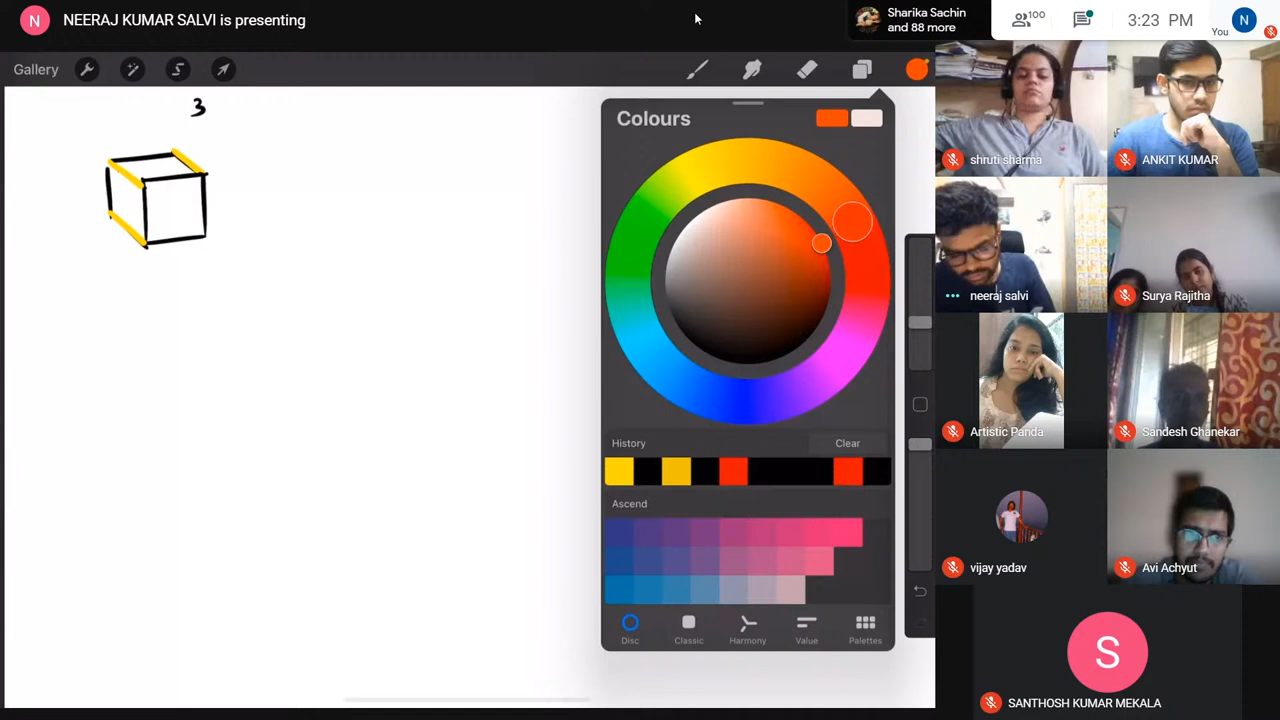 N
NEERAJ KUMAR SALVI is presenting
Sharika Sachin
and 88 more
100
3:23 PM
You
N
Gallery
3
Colours
History
Clear
Ascend
Disc
Classic
Harmony
Value
Palettes
shruti sharma
ANKIT KUMAR
neeraj salvi
Surya Rajitha
Artistic Panda
Sandesh Ghanekar
vijay yadav
Avi Achyut
S
SANTHOSH KUMAR MEKALA